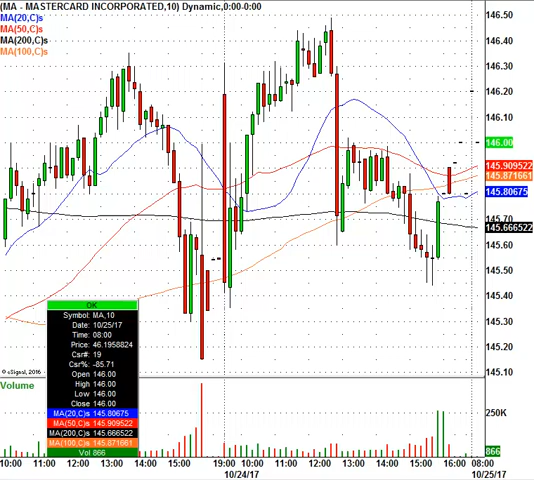 (MA - MASTERCARD INCORPORATED,10) Dynamic,0:00-0:00
MA(20,C)s
MA(50,C)s
MA(200,C)s
MA(100,C)s
146.50
146.40
146.30
146.20
146.10
146.00
145.909522
145.871661
145.80675
145.70
145.666522
145.60
145.50
145.40
145.30
145.20
145.10
OK
Symbol: MA,10
Date: 10/25/17
Time: 08:00
Price: 46.1958824
Csr#: 19
Csr%: -85.71
Open 146.00
High 146.00
Low 146.00
Close 146.00
MA(20,C)s 145.80675
MA(50,C)s 145.909522
MA(200,C)s 145.666522
MA(100,C)s 145.871661
Vol 866
© eSignal, 2016
Volume
250K
866
10:00 11:00 12:00 13:00 14:00 15:00 19:00 10:00 11:00 12:00 13:00 14:00 15:00 16:00 08:00
10/24/17 10/25/17